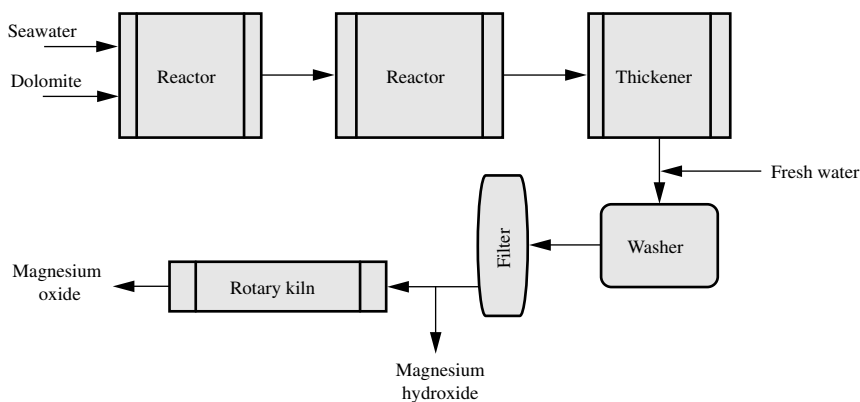 Seawater
Dolomite
Reactor
Reactor
Thickener
Fresh water
Washer
Filter
Rotary kiln
Magnesium
oxide
Magnesium
hydroxide